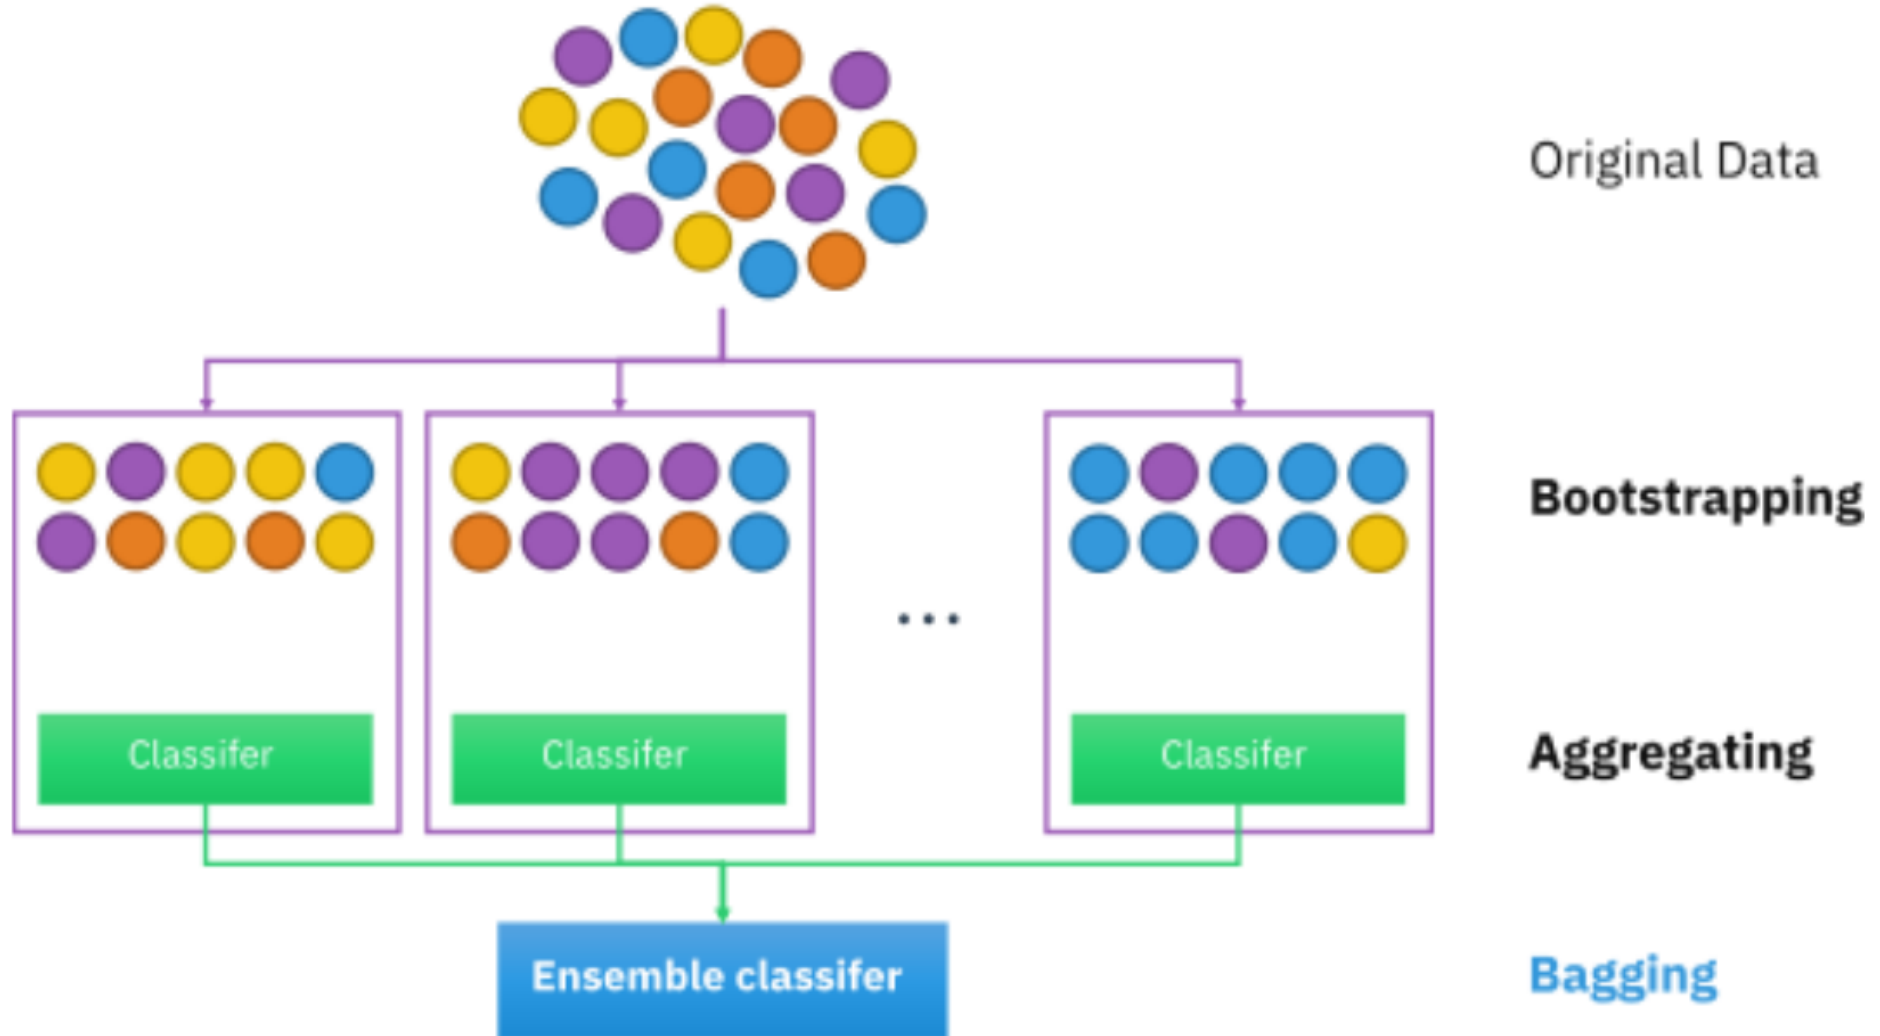 Original Data
Bootstrapping
...
Classifer
Classifer
Classifer
Aggregating
Ensemble classifer
Bagging